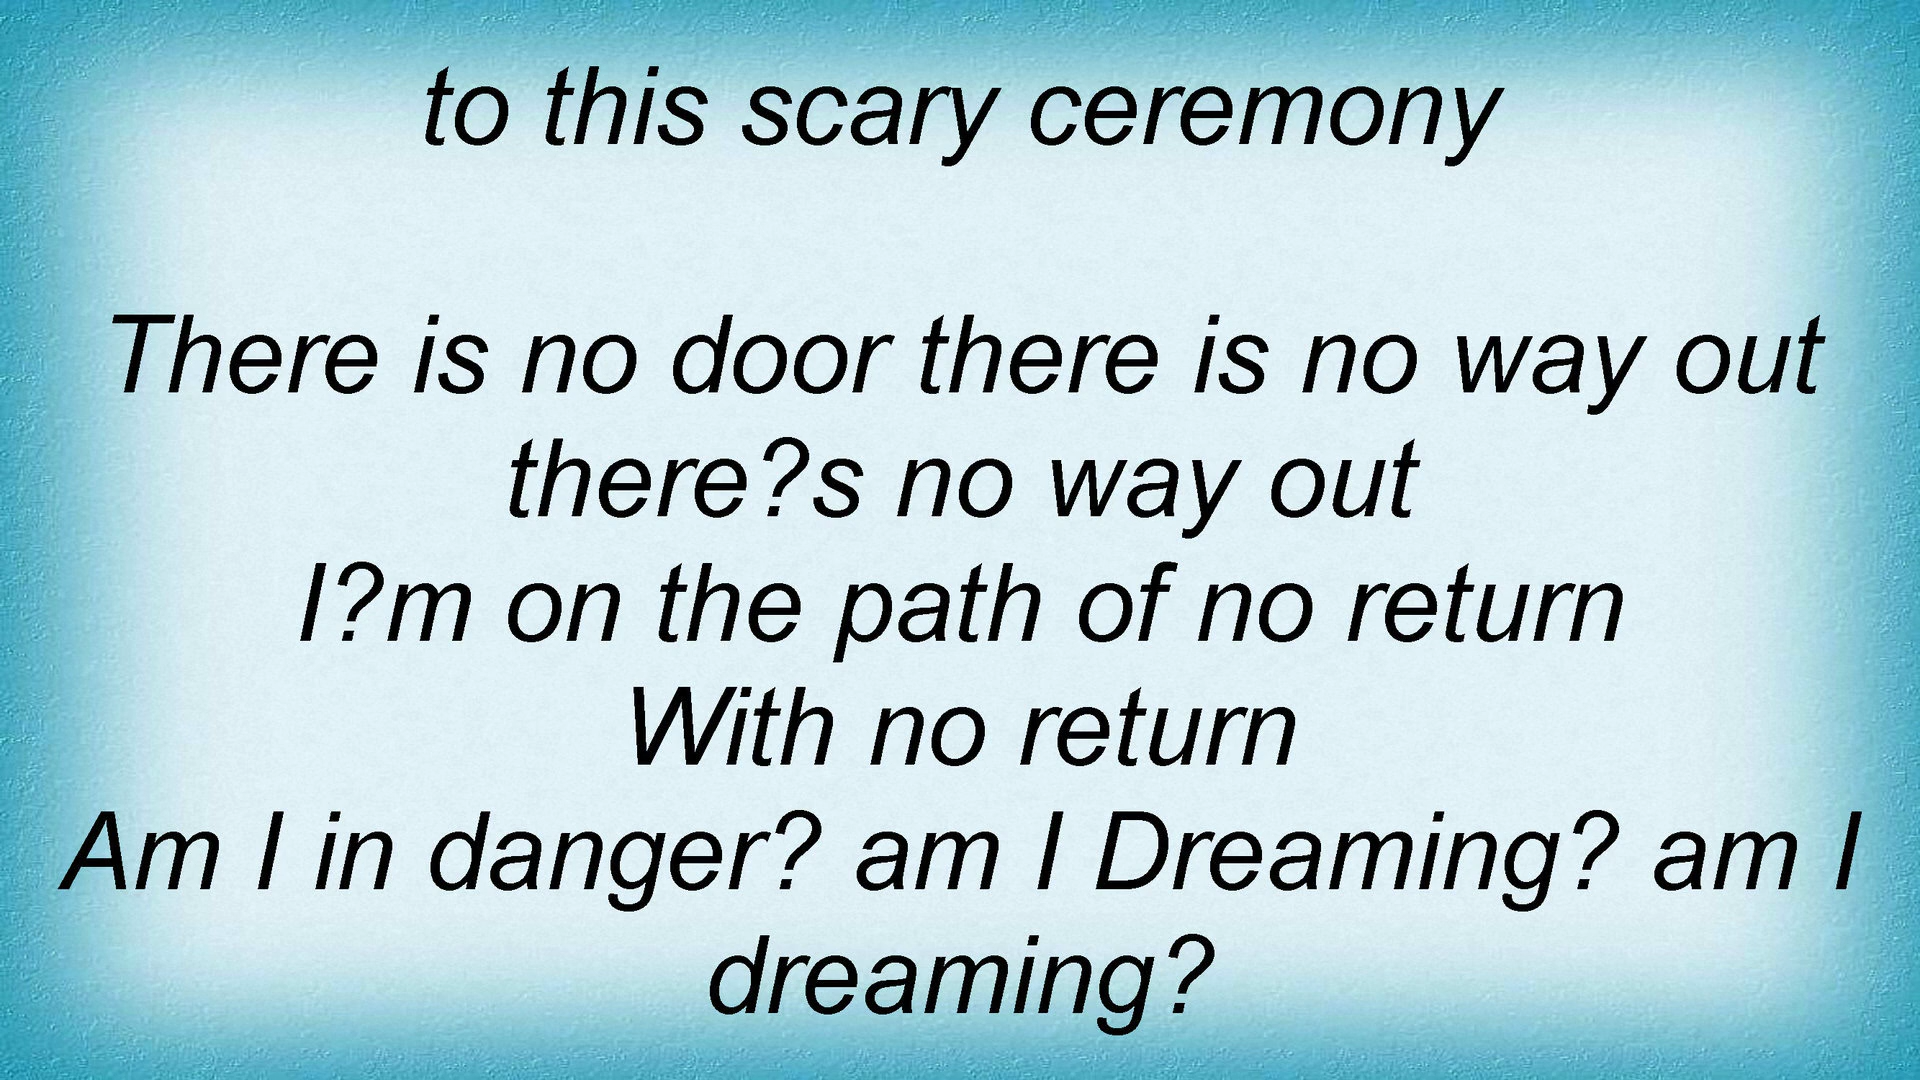 to this scary ceremony
There is no door there is no way out
there?s no way out
I?m on the path of no return
With no return
Am I in danger? am I Dreaming? am I
dreaming?